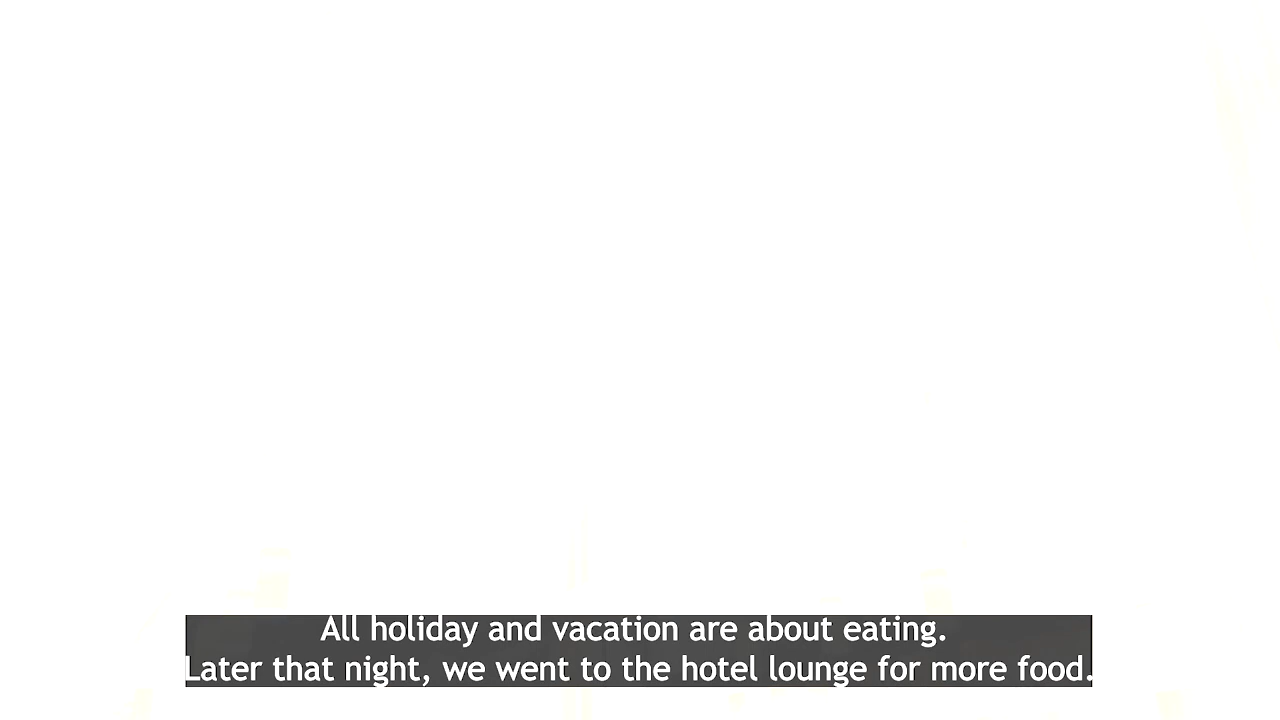 All holiday and vacation are about eating.
Later that night, we went to the hotel lounge for more food.